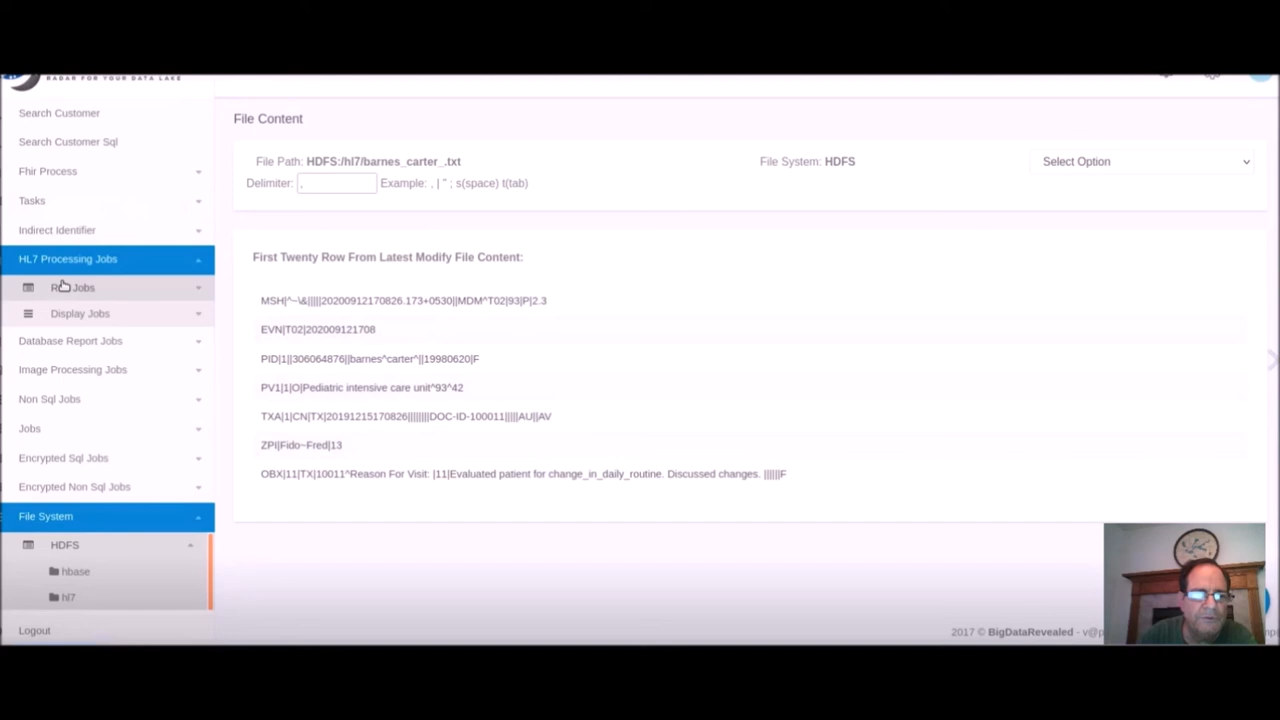 RADAR FOR YOUR DATA LAKE
Search Customer
Search Customer Sql
Fhir Process
Tasks
Indirect Identifier
HL7 Processing Jobs
Jobs
Display Jobs
Database Report Jobs
Image Processing Jobs
Non Sql Jobs
Jobs
Encrypted Sql Jobs
Encrypted Non Sql Jobs
File System
HDFS
hbase
hl7
Logout
File Content
File Path: HDFS:/hl7/barnes_carter_.txt
File System: HDFS
Select Option
Delimiter: , Example: , | " ; s(space) t(tab)
First Twenty Row From Latest Modify File Content:
MSH|^~\&|||||20200912170826.173+0530||MDM^T02|93|P|2.3
EVN|T02|202009121708
PID|1||306064876||barnes^carter^||19980620|F
PV1|1|O|Pediatric intensive care unit^93^42
TXA|1|CN|TX|20191215170826||||||||DOC-ID-100011|||||AU||AV
ZPI|Fido~Fred|13
OBX|11|TX|10011^Reason For Visit: |11|Evaluated patient for change_in_daily_routine. Discussed changes. ||||||F
2017 © BigDataRevealed - v@p